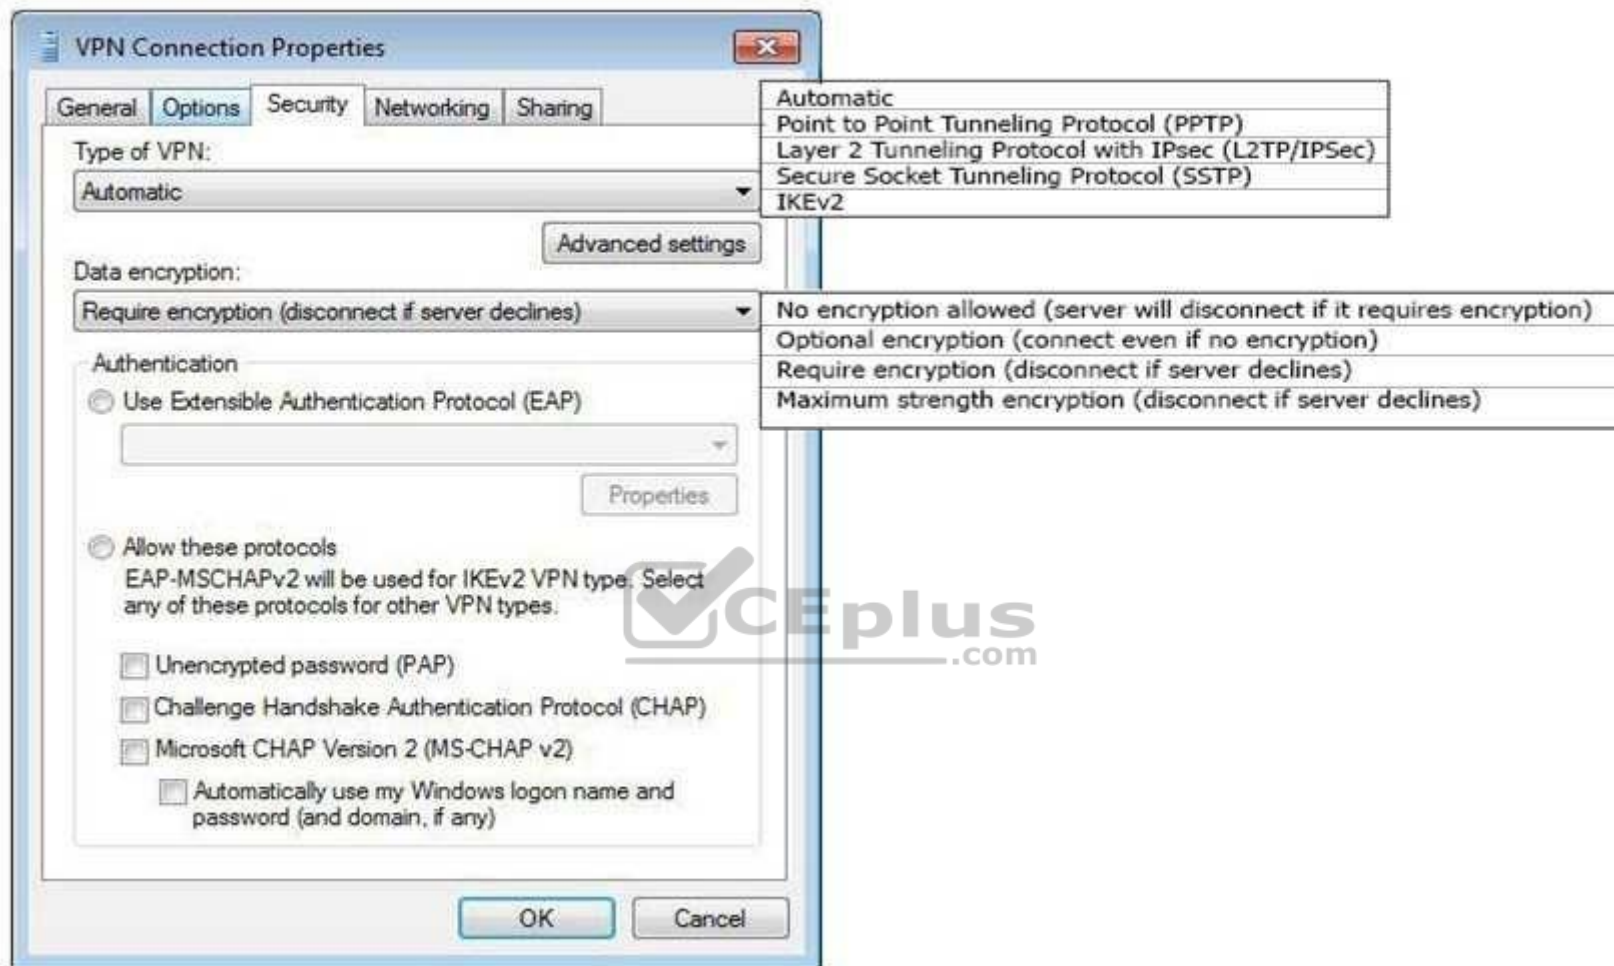 VPN Connection Properties
General Options Security Networking Sharing
Type of VPN:
Automatic
Automatic
Point to Point Tunneling Protocol (PPTP)
Layer 2 Tunneling Protocol with IPsec (L2TP/IPSec)
Secure Socket Tunneling Protocol (SSTP)
IKEv2
Advanced settings
Data encryption:
Require encryption (disconnect if server declines)
No encryption allowed (server will disconnect if it requires encryption)
Optional encryption (connect even if no encryption)
Require encryption (disconnect if server declines)
Maximum strength encryption (disconnect if server declines)
Authentication
Use Extensible Authentication Protocol (EAP)
Properties
Allow these protocols
EAP-MSCHAPv2 will be used for IKEv2 VPN type. Select
any of these protocols for other VPN types.
Unencrypted password (PAP)
Challenge Handshake Authentication Protocol (CHAP)
Microsoft CHAP Version 2 (MS-CHAP v2)
Automatically use my Windows logon name and
password (and domain, if any)
OK Cancel
CEplus
.com